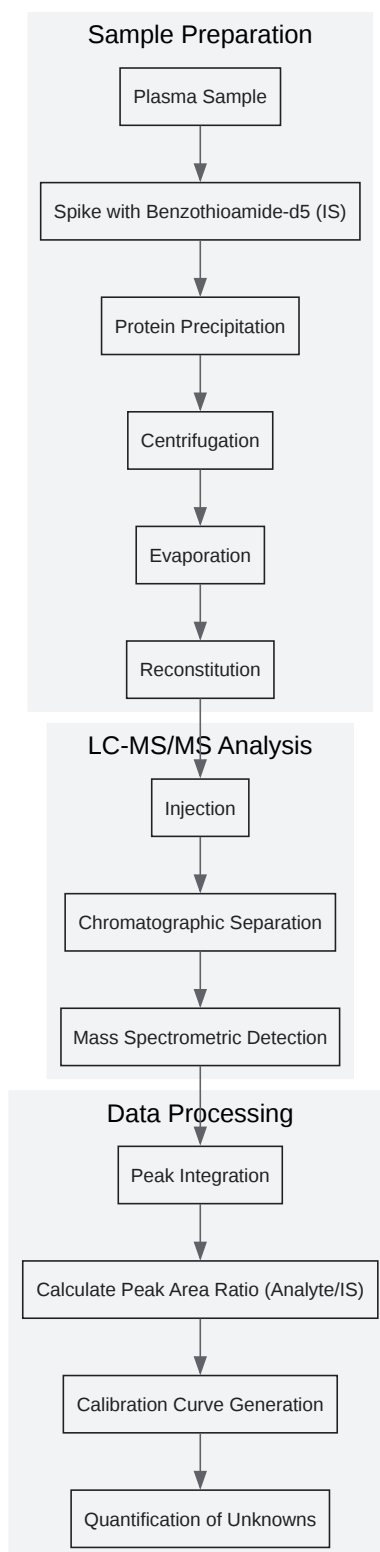 Sample Preparation
Plasma Sample
Spike with Benzothioamide-d5 (IS)
Protein Precipitation
Centrifugation
Evaporation
Reconstitution
LC-MS/MS Analysis
Injection
Chromatographic Separation
Mass Spectrometric Detection
Data Processing
Peak Integration
Calculate Peak Area Ratio (Analyte/IS)
Calibration Curve Generation
Quantification of Unknowns